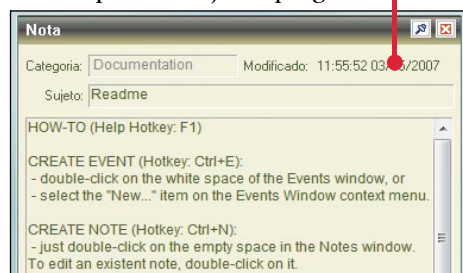 Nota
Categoria: Documentation Modificado: 11:55:52 03/ /2007
Sujeto: Readme
HOW-TO (Help Hotkey: F1)
CREATE EVENT (Hotkey: Ctrl+E):
- double-click on the white space of the Events window, or
- select the "New..." item on the Events Window context menu.
CREATE NOTE (Hotkey: Ctrl+N):
- just double-click on the empty space in the Notes window.
To edit an existent note, double-click on it.